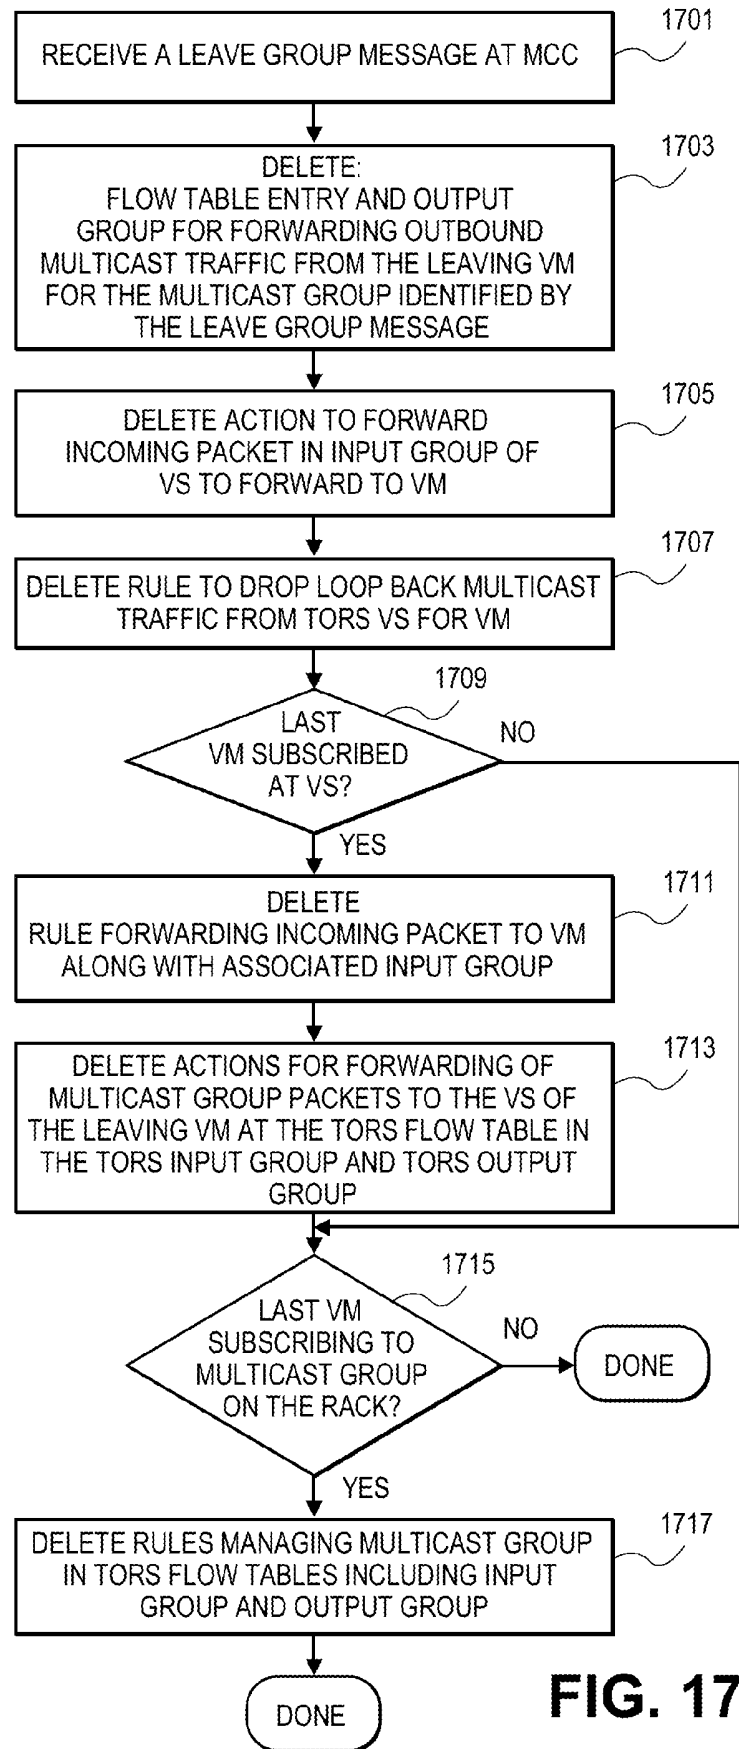 1701
RECEIVE A LEAVE GROUP MESSAGE AT MCC
1703
DELETE:
FLOW TABLE ENTRY AND OUTPUT
GROUP FOR FORWARDING OUTBOUND
MULTICAST TRAFFIC FROM THE LEAVING VM
FOR THE MULTICAST GROUP IDENTIFIED BY
THE LEAVE GROUP MESSAGE
1705
DELETE ACTION TO FORWARD
INCOMING PACKET IN INPUT GROUP OF
VS TO FORWARD TO VM
1707
DELETE RULE TO DROP LOOP BACK MULTICAST
TRAFFIC FROM TORS VS FOR VM
1709
LAST
VM SUBSCRIBED
AT VS?
NO
YES
1711
DELETE
RULE FORWARDING INCOMING PACKET TO VM
ALONG WITH ASSOCIATED INPUT GROUP
1713
DELETE ACTIONS FOR FORWARDING OF
MULTICAST GROUP PACKETS TO THE VS OF
THE LEAVING VM AT THE TORS FLOW TABLE IN
THE TORS INPUT GROUP AND TORS OUTPUT
GROUP
1715
LAST VM
SUBSCRIBING TO
MULTICAST GROUP
ON THE RACK?
NO
DONE
YES
1717
DELETE RULES MANAGING MULTICAST GROUP
IN TORS FLOW TABLES INCLUDING INPUT
GROUP AND OUTPUT GROUP
DONE
FIG. 17